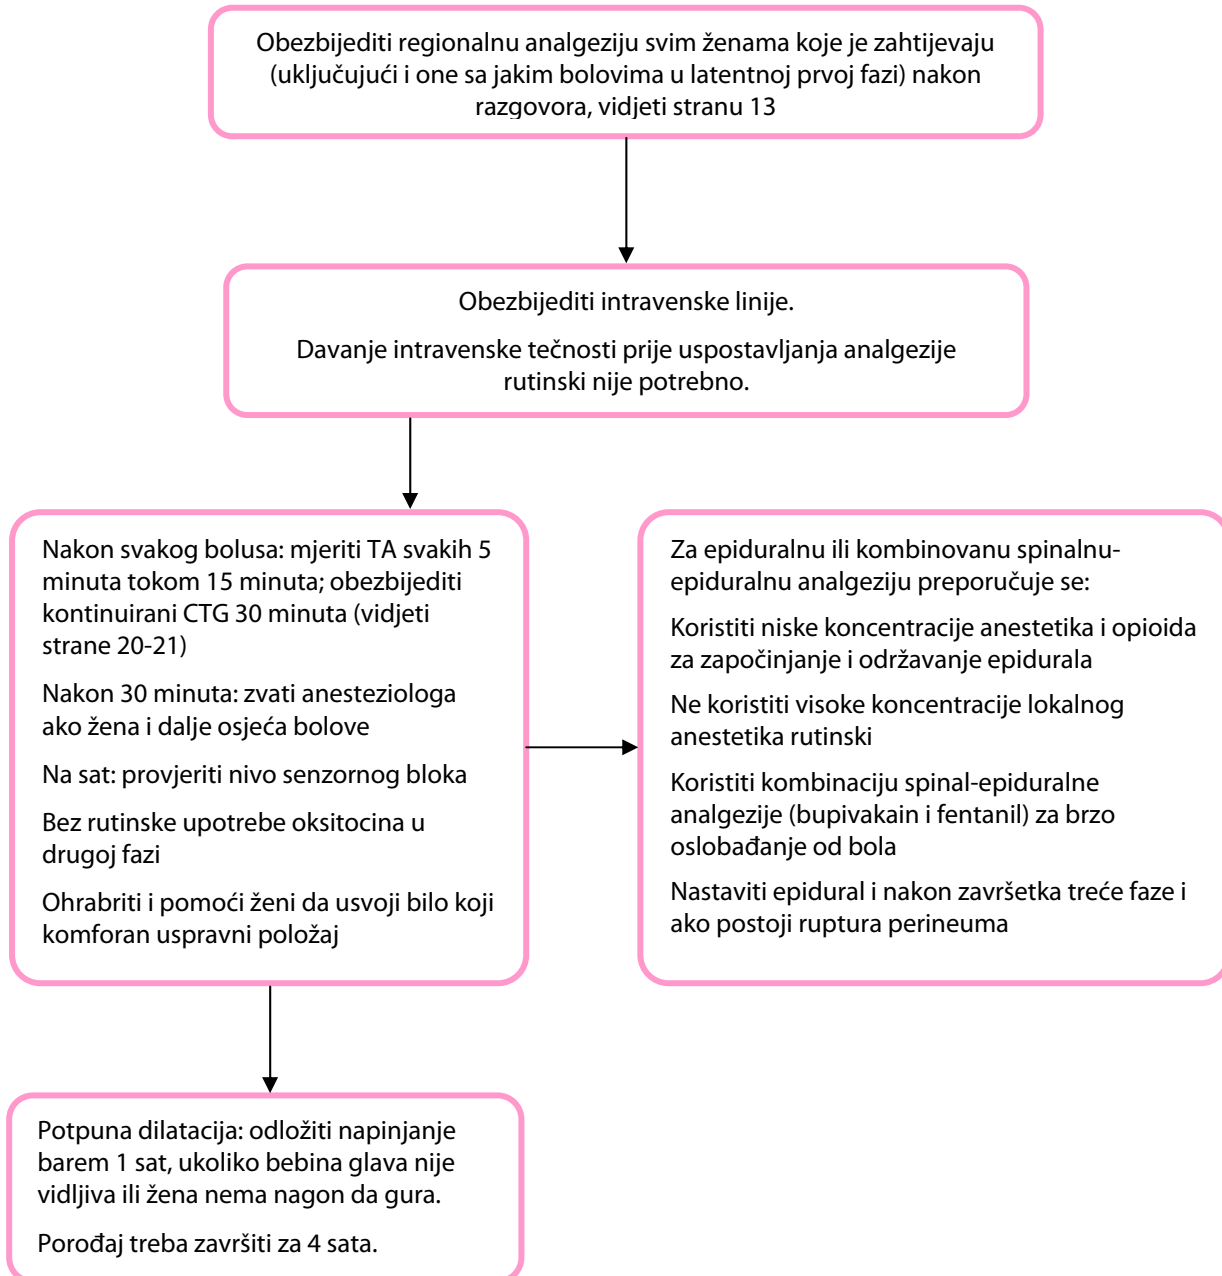 Obezbijediti regionalnu analgeziju svim ženama koje je zahtijevaju
(uključujući i one sa jakim bolovima u latentnoj prvoj fazi) nakon
razgovora, vidjeti stranu 13
Obezbijediti intravenske linije.
Davanje intravenske tečnosti prije uspostavljanja analgezije
rutinski nije potrebno.
Nakon svakog bolusa: mjeriti TA svakih 5
minuta tokom 15 minuta; obezbijediti
kontinuirani CTG 30 minuta (vidjeti
strane 20-21)
Nakon 30 minuta: zvati anesteziologa
ako žena i dalje osjeća bolove
Na sat: provjeriti nivo senzornog bloka
Bez rutinske upotrebe oksitocina u
drugoj fazi
Ohrabriti i pomoći ženi da usvoji bilo koji
komforan uspravni položaj
Za epiduralnu ili kombinovanu spinalnu-
epiduralnu analgeziju preporučuje se:
Koristiti niske koncentracije anestetika i opioida
za započinjanje i održavanje epidurala
Ne koristiti visoke koncentracije lokalnog
anestetika rutinski
Koristiti kombinaciju spinal-epiduralne
analgezije (bupivakain i fentanil) za brzo
oslobađanje od bola
Nastaviti epidural i nakon završetka treće faze i
ako postoji ruptura perineuma
Potpuna dilatacija: odložiti napinjanje
barem 1 sat, ukoliko bebina glava nije
vidljiva ili žena nema nagon da gura.
Porođaj treba završiti za 4 sata.